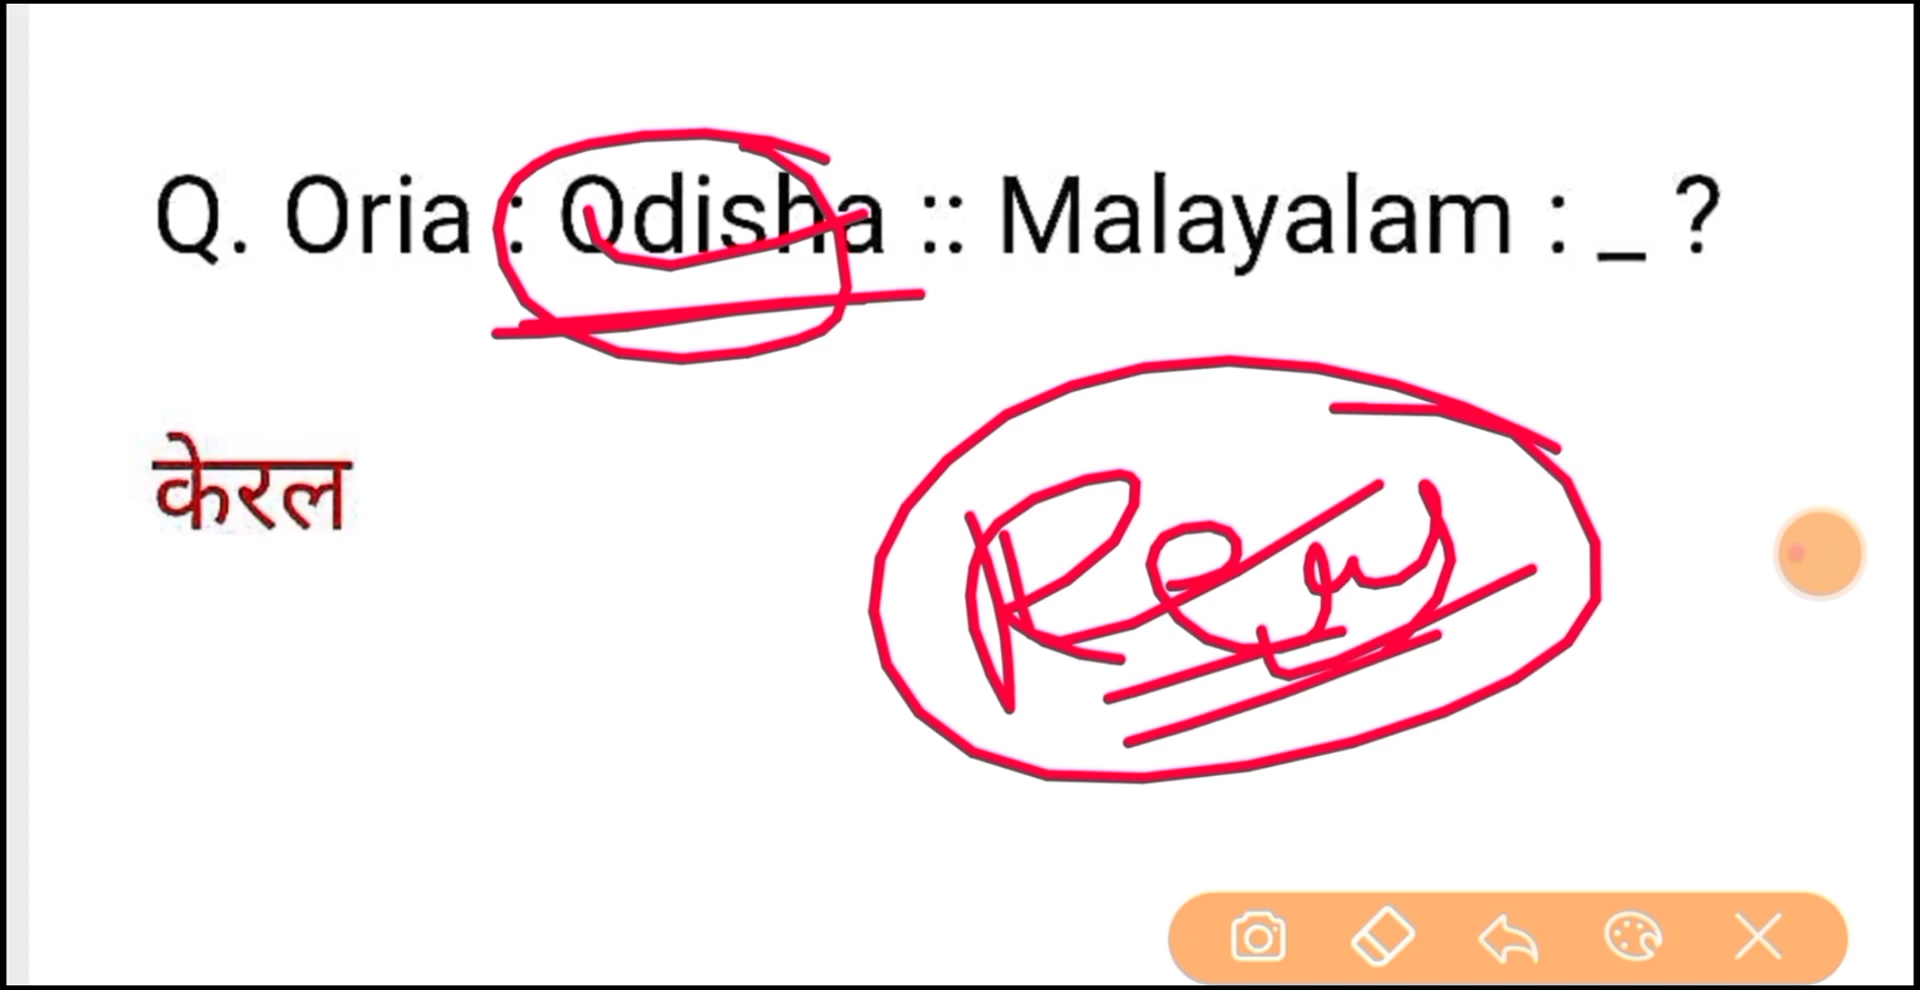 Q. Oria : Odisha :: Malayalam : _ ?
केरल